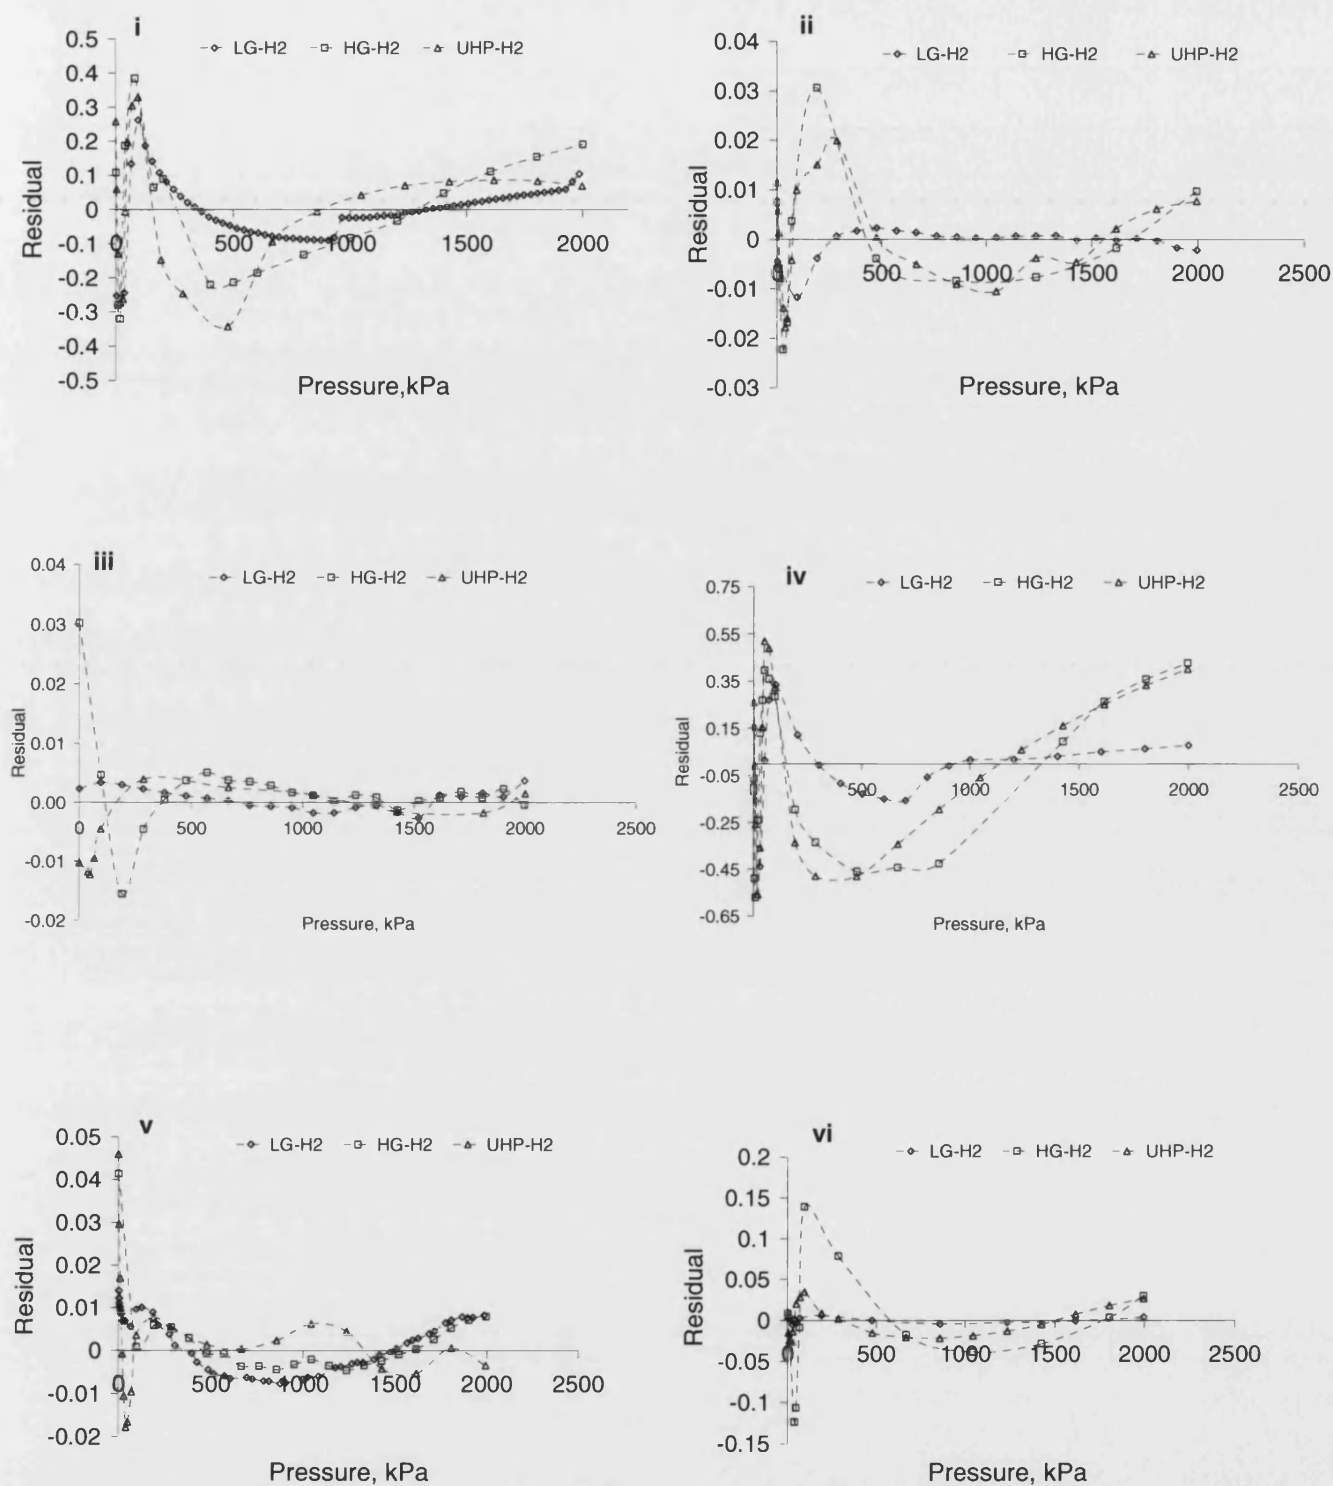 i
LG-H2 HG-H2 UHP-H2
0.5
0.4
0.3
0.2
0.1
0
-0.1
-0.2
-0.3
-0.4
-0.5
0 500 1000 1500 2000
Residual
Pressure,kPa
ii
LG-H2 HG-H2 UHP-H2
0.04
0.03
0.02
0.01
0
-0.01
-0.02
-0.03
0 500 1000 1500 2000 2500
Residual
Pressure, kPa
iii
LG-H2 HG-H2 UHP-H2
0.04
0.03
0.02
0.01
0.00
-0.01
-0.02
0 500 1000 1500 2000 2500
Residual
Pressure, kPa
iv
LG-H2 HG-H2 UHP-H2
0.75
0.55
0.35
0.15
-0.05
-0.25
-0.45
-0.65
0 500 1000 1500 2000 2500
Residual
Pressure, kPa
v
LG-H2 HG-H2 UHP-H2
0.05
0.04
0.03
0.02
0.01
0
-0.01
-0.02
0 500 1000 1500 2000 2500
Residual
Pressure, kPa
vi
LG-H2 HG-H2 UHP-H2
0.2
0.15
0.1
0.05
0
-0.05
-0.1
-0.15
0 500 1000 1500 2000 2500
Residual
Pressure, kPa